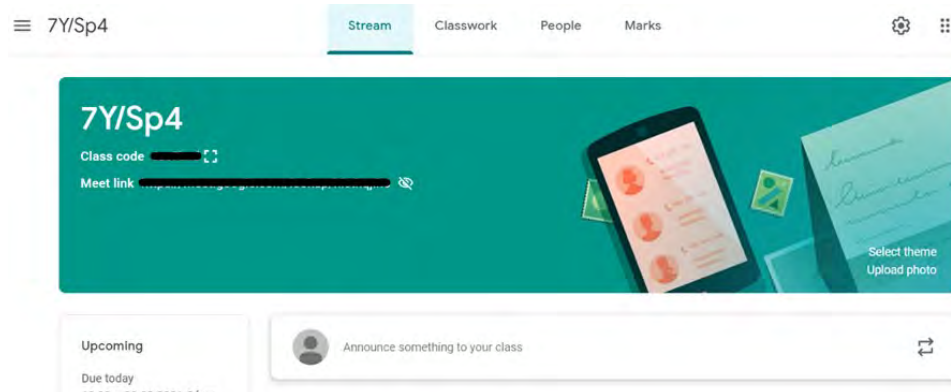 7Y/Sp4
Stream Classwork People Marks
7Y/Sp4
Class code
Meet link
Select theme
Upload photo
Upcoming
Announce something to your class
Due today